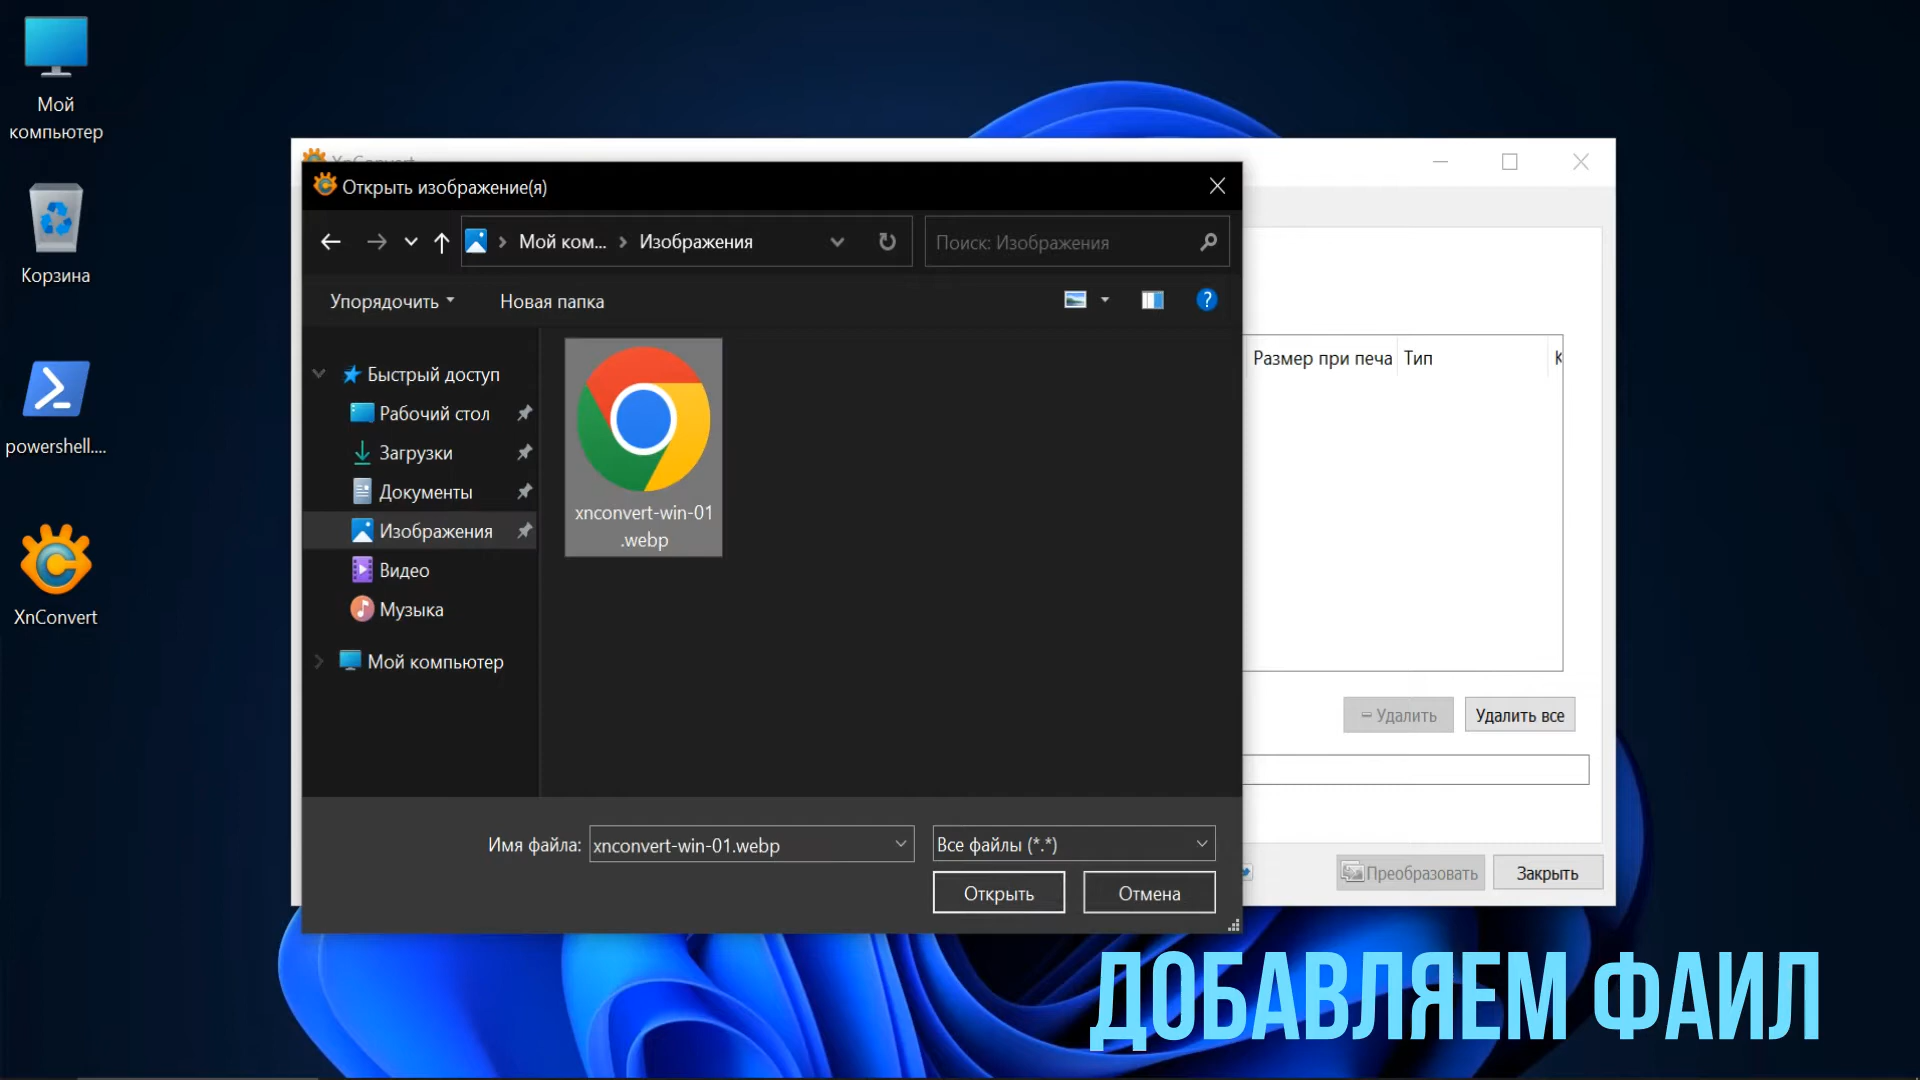 Мой
компьютер
Корзина
powershell....
XnConvert
XnConvert
Открыть изображение(я)
Мой ком...
Изображения
Поиск: Изображения
Упорядочить
Новая папка
Быстрый доступ
Рабочий стол
Загрузки
Документы
Изображения
Видео
Музыка
Мой компьютер
xnconvert-win-01
.webp
Имя файла:
xnconvert-win-01.webp
Все файлы (*.*)
Открыть
Отмена
Размер при печа
Тип
Удалить
Удалить все
Преобразовать
Закрыть
ДОБАВЛЯЕМ ФАИЛ